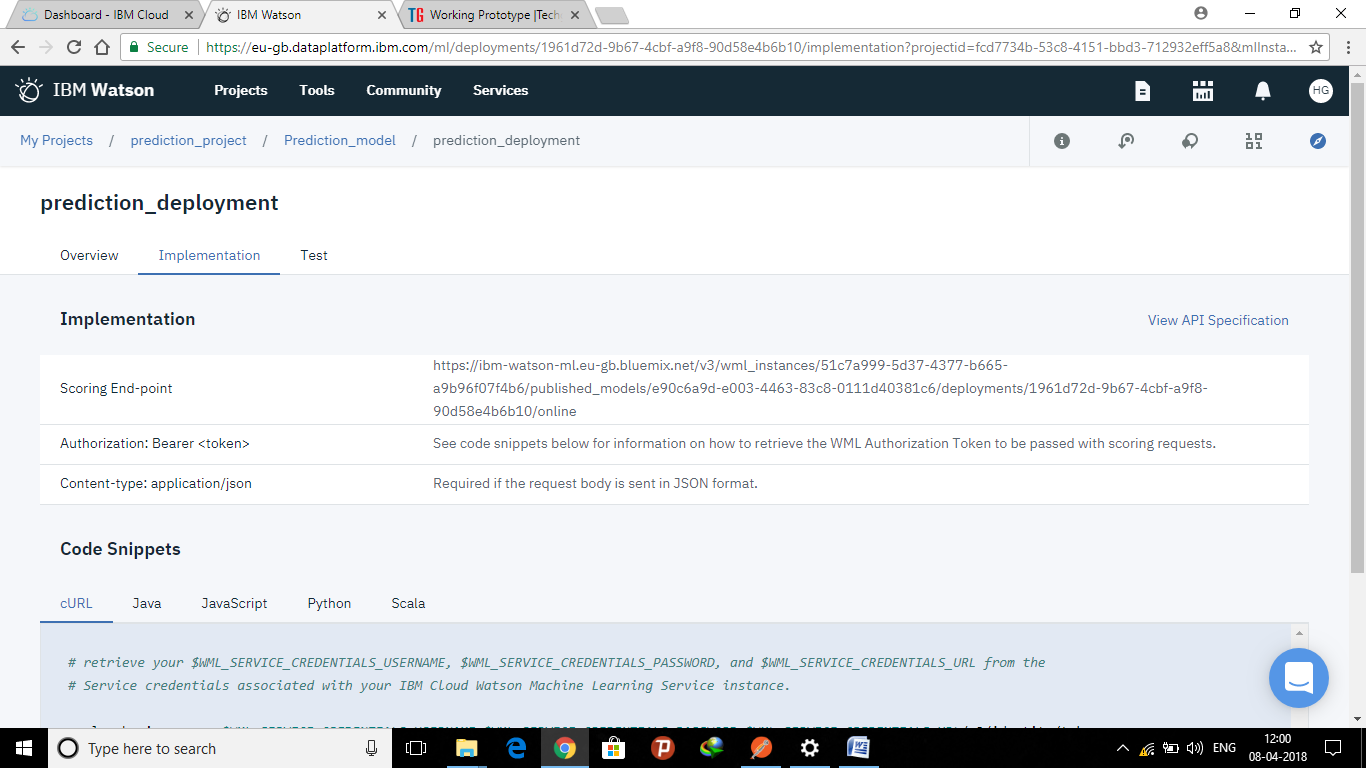 Dashboard - IBM Cloud
IBM Watson
Working Prototype |Tech
Secure
https://eu-gb.dataplatform.ibm.com/ml/deployments/1961d72d-9b67-4cbf-a9f8-90d58e4b6b10/implementation?projectid=fcd7734b-53c8-4151-bbd3-712932eff5a8&mlInsta...
IBM Watson
Projects
Tools
Community
Services
HG
My Projects / prediction_project / Prediction_model / prediction_deployment
prediction_deployment
Overview
Implementation
Test
Implementation
View API Specification
Scoring End-point
https://ibm-watson-ml.eu-gb.bluemix.net/v3/wml_instances/51c7a999-5d37-4377-b665-
a9b96f07f4b6/published_models/e90c6a9d-e003-4463-83c8-0111d40381c6/deployments/1961d72d-9b67-4cbf-a9f8-
90d58e4b6b10/online
Authorization: Bearer <token>
See code snippets below for information on how to retrieve the WML Authorization Token to be passed with scoring requests.
Content-type: application/json
Required if the request body is sent in JSON format.
Code Snippets
cURL
Java
JavaScript
Python
Scala
# retrieve your $WML_SERVICE_CREDENTIALS_USERNAME, $WML_SERVICE_CREDENTIALS_PASSWORD, and $WML_SERVICE_CREDENTIALS_URL from the
# Service credentials associated with your IBM Cloud Watson Machine Learning Service instance.
Type here to search
ENG
12:00
08-04-2018